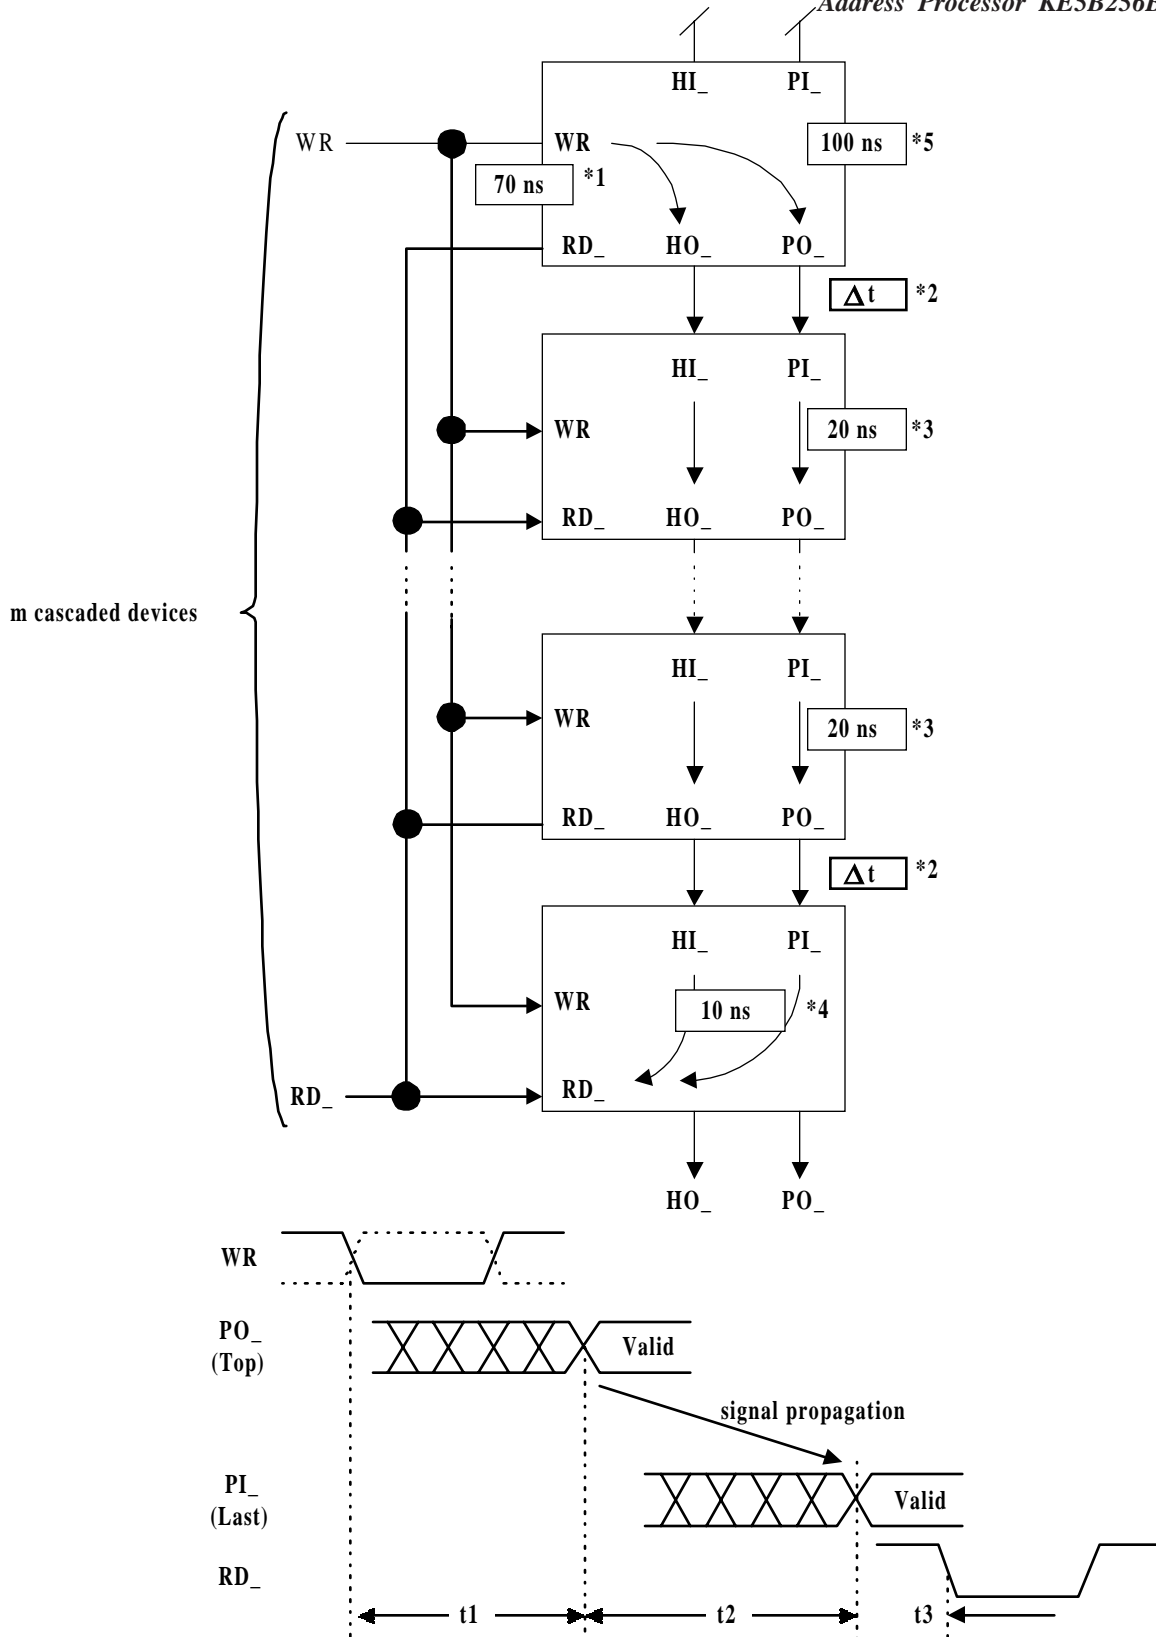 Address Processor KE5B256B
HI_ PI_
WR WR 100 ns *5
70 ns *1
RD_ HO_ PO_
Δt *2
HI_ PI_
WR 20 ns *3
RD_ HO_ PO_
m cascaded devices
HI_ PI_
WR 20 ns *3
RD_ HO_ PO_
Δt *2
HI_ PI_
WR 10 ns *4
RD_ RD_
HO_ PO_
WR
PO_
(Top)
Valid
signal propagation
PI_
(Last)
Valid
RD_
t1 t2 t3